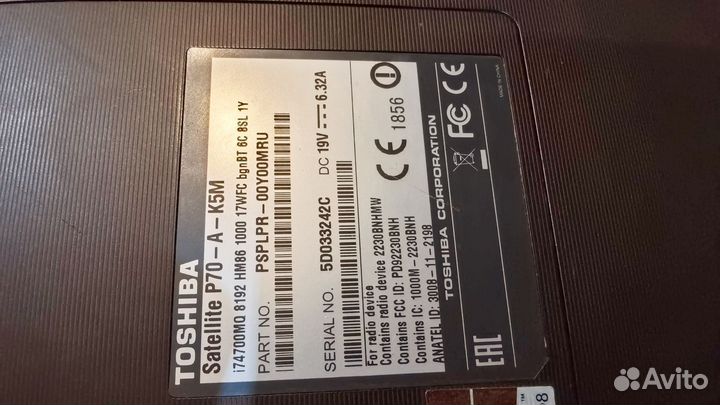 TOSHIBA
Satellite P70-A-K5M
i74700MQ 8192 HM86 1000 17WFC bgnBT 6C 8SL 1Y
PART NO. PSPLPR-00Y00MRU
SERIAL NO. 5D033242C DC 19V 6.32A
For radio device
Contains radio device 2230BNHMW
Contains FCC ID: PD92230BNH
Contains IC: 1000M-2230BNH
ANATEL ID: 3008-11-2198
CE 1856
TOSHIBA CORPORATION
EAC
FC CE
MADE IN CHINA
8
TM
Avito